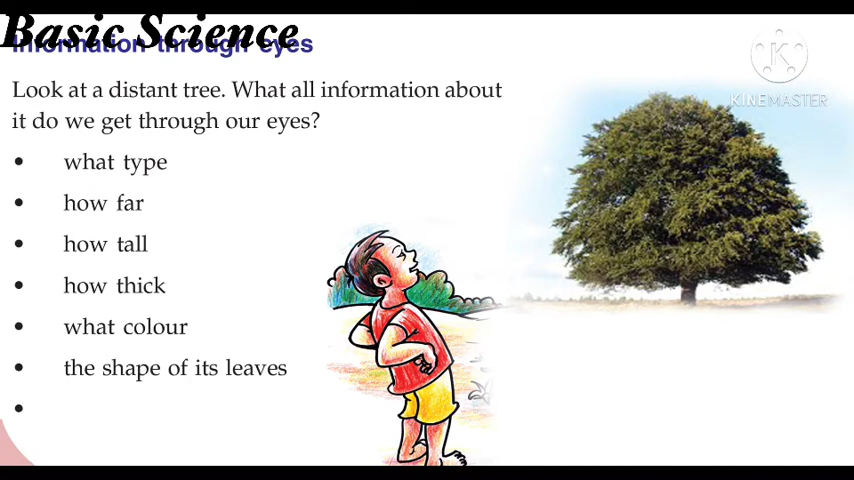 Basic Science
Information through eyes
Look at a distant tree. What all information about
it do we get through our eyes?
• what type
• how far
• how tall
• how thick
• what colour
• the shape of its leaves
•
K
KINEMASTER